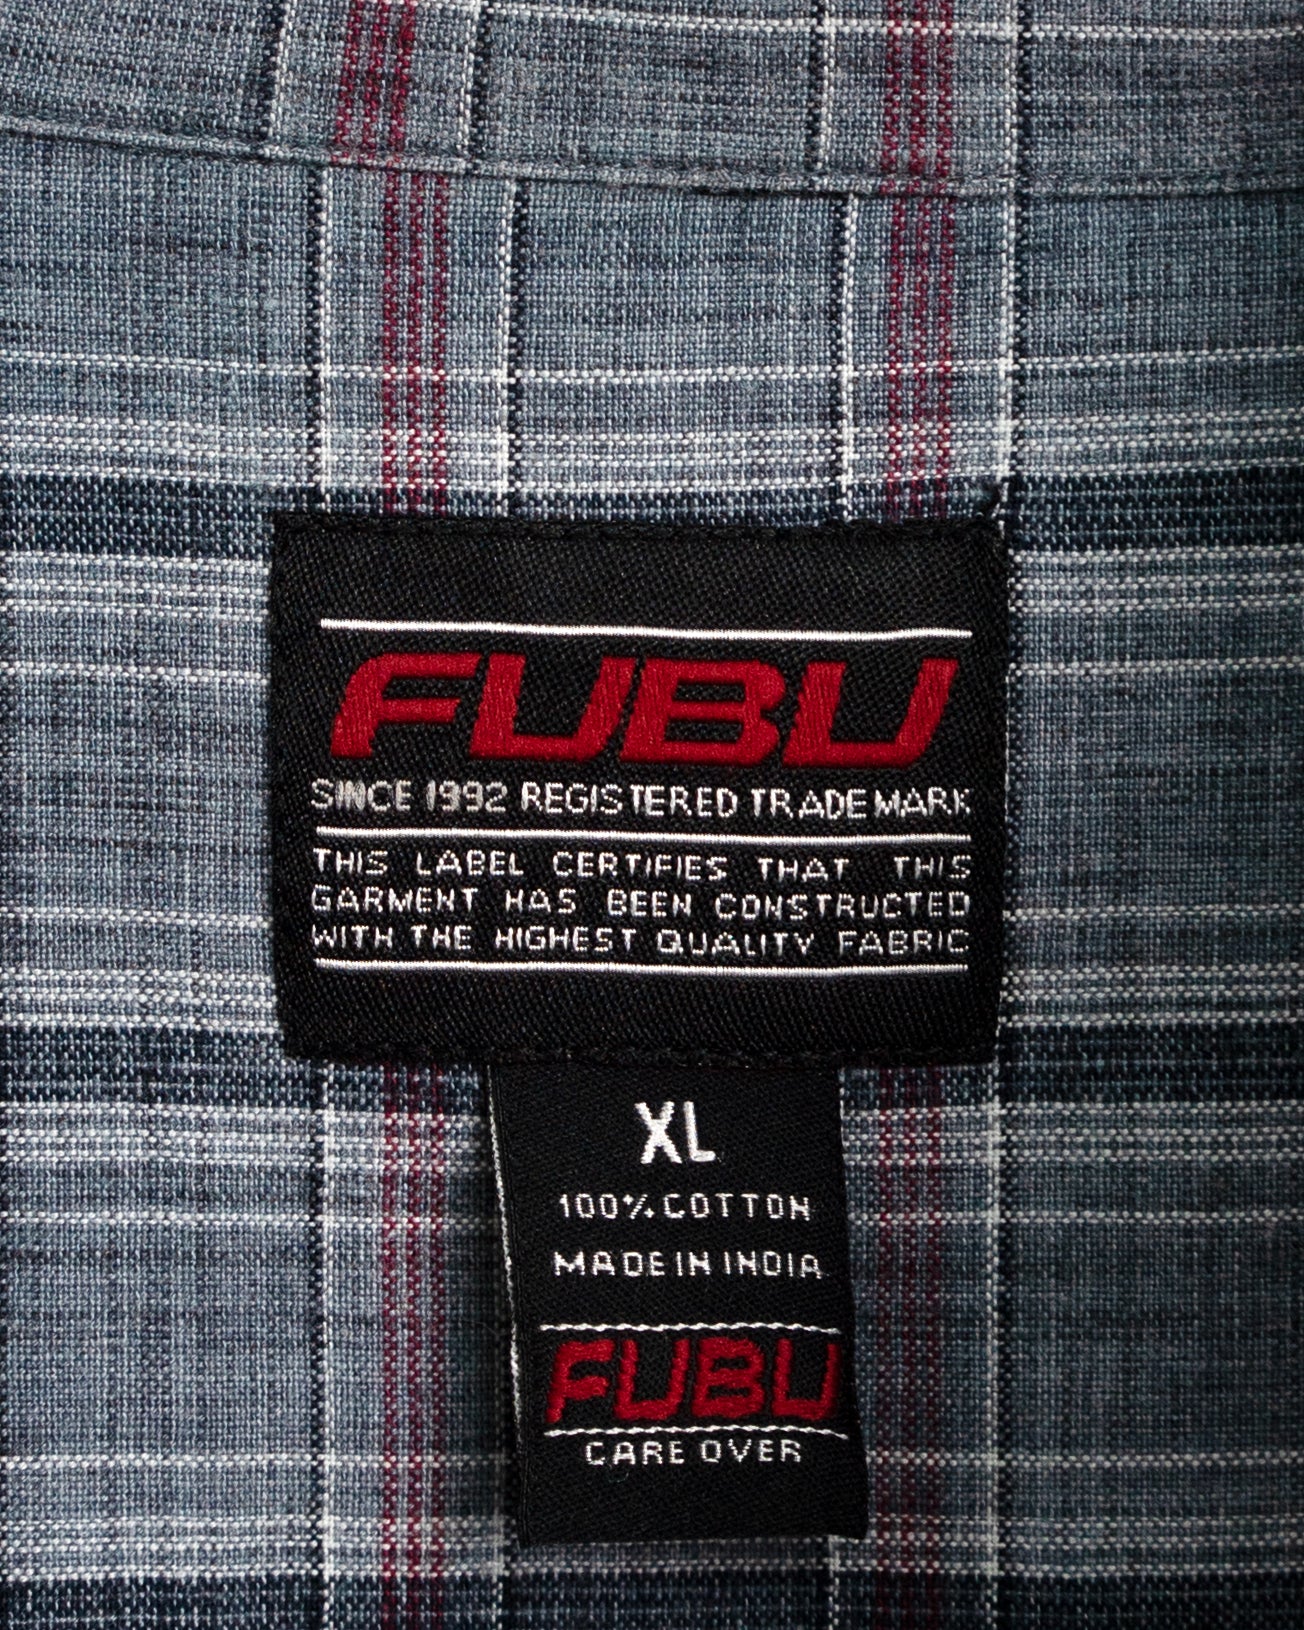 FUBU
SINCE 1992 REGISTERED TRADEMARK
THIS LABEL CERTIFIES THAT THIS
GARMENT HAS BEEN CONSTRUCTED
WITH THE HIGHEST QUALITY FABRIC
XL
100% COTTON
MADE IN INDIA
FUBU
CARE OVER